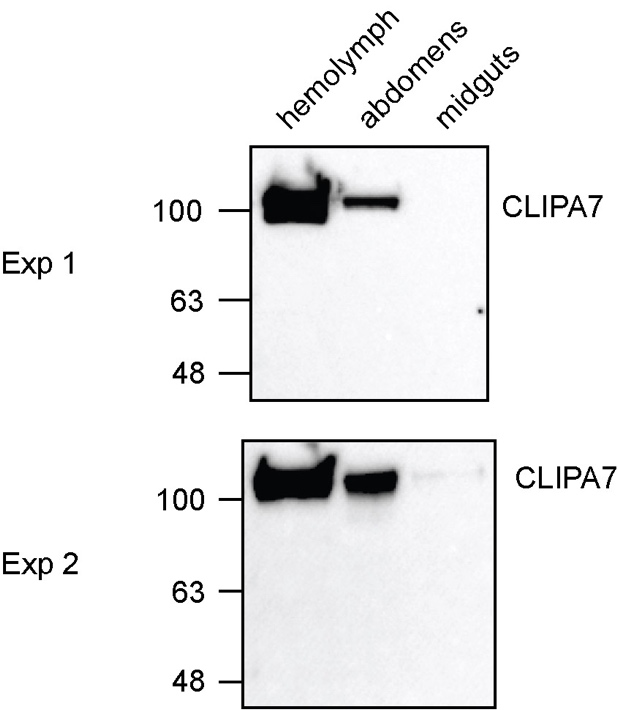 hemolymph abdomens midguts
100 CLIPA7
Exp 1
63
48
CLIPA7
100
Exp 2
63
48